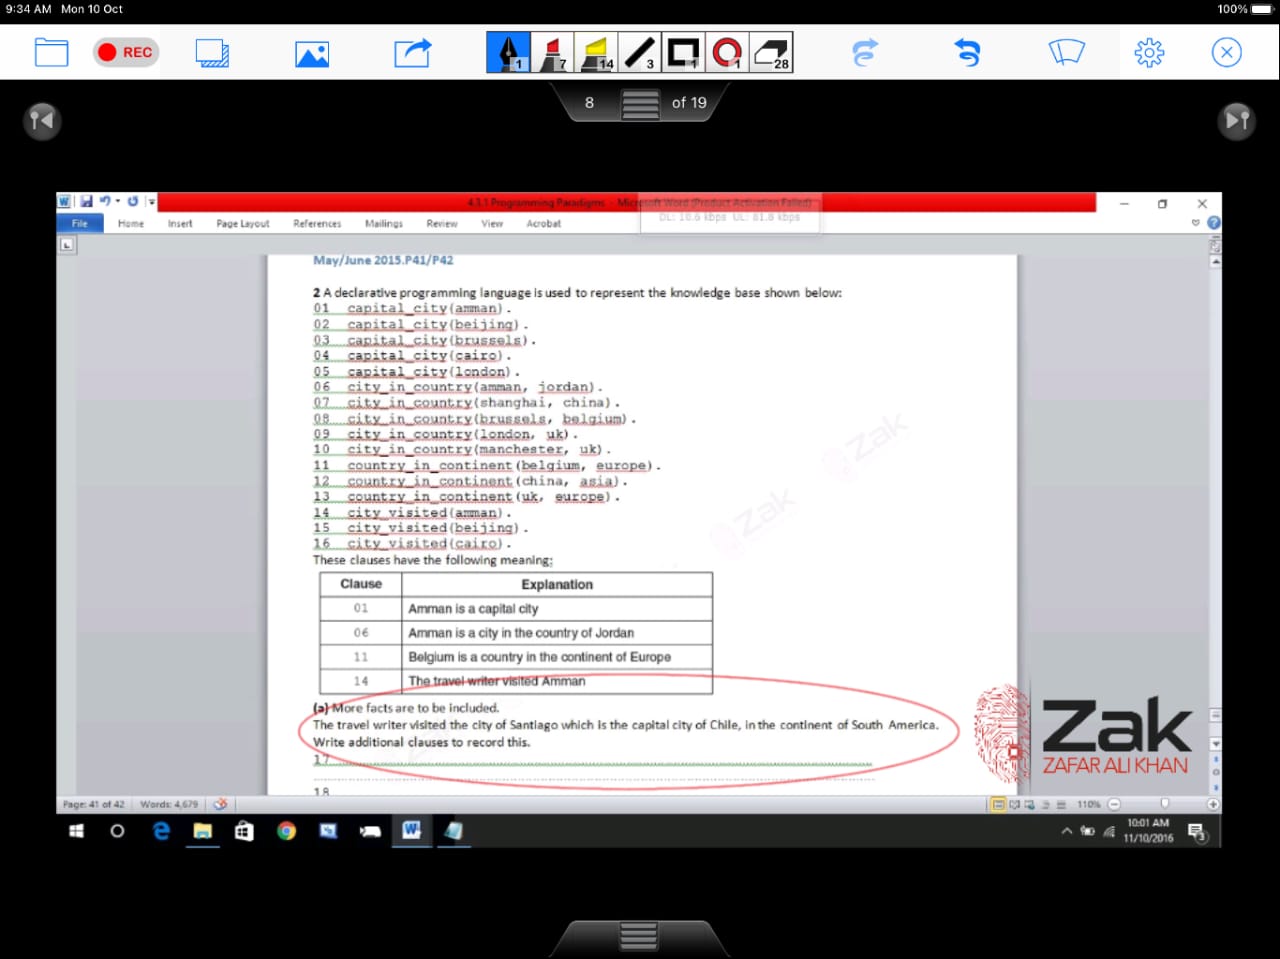 9:34 AM Mon 10 Oct
100%
REC
1
7
14
3
1
1
28
8 of 19
4.3.1 Programming Paradigms - Microsoft Word (Product Activation Failed)
DL: 10.6 kbps UL: 81.8 kbps
File Home Insert Page Layout References Mailings Review View Acrobat
May/June 2015.P41/P42
2 A declarative programming language is used to represent the knowledge base shown below:
01 capital_city(amman).
02 capital_city(beijing).
03 capital_city(brussels).
04 capital_city(cairo).
05 capital_city(london).
06 city_in_country(amman, jordan).
07 city_in_country(shanghai, china).
08 city_in_country(brussels, belgium).
09 city_in_country(london, uk).
10 city_in_country(manchester, uk).
11 country_in_continent(belgium, europe).
12 country_in_continent(china, asia).
13 country_in_continent(uk, europe).
14 city_visited(amman).
15 city_visited(beijing).
16 city_visited(cairo).
These clauses have the following meaning:
Clause Explanation
01 Amman is a capital city
06 Amman is a city in the country of Jordan
11 Belgium is a country in the continent of Europe
14 The travel writer visited Amman
(a) More facts are to be included.
The travel writer visited the city of Santiago which is the capital city of Chile, in the continent of South America.
Write additional clauses to record this.
17
18
Zak
Zak
Zak
ZAFAR ALI KHAN
Page: 41 of 42 Words: 4,679
110%
10:01 AM
11/10/2016
3